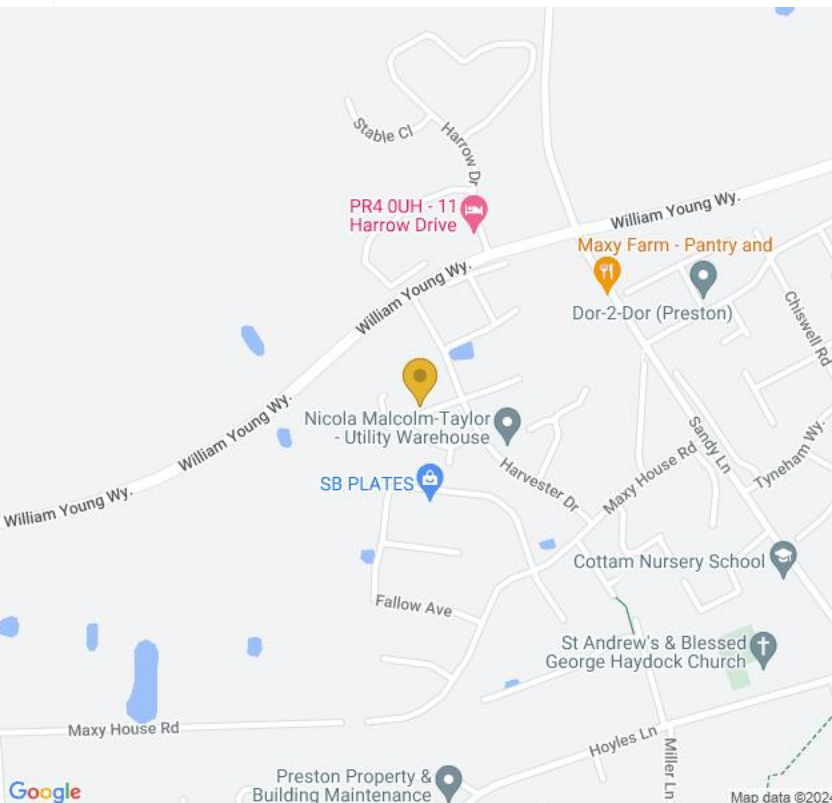 Stable Cl
Harrow Dr
PR4 0UH - 11
Harrow Drive
William Young Wy.
Maxy Farm - Pantry and
Dor-2-Dor (Preston)
Chiswell Rd
William Young Wy.
Nicola Malcolm-Taylor
- Utility Warehouse
William Young Wy.
Sandy Ln
Tyneham Wy.
Maxy House Rd
Harvester Dr
SB PLATES
William Young Wy.
Cottam Nursery School
Fallow Ave
St Andrew's & Blessed
George Haydock Church
Maxy House Rd
Hoyles Ln
Miller Ln
Preston Property &
Building Maintenance
Google
Map data ©2024